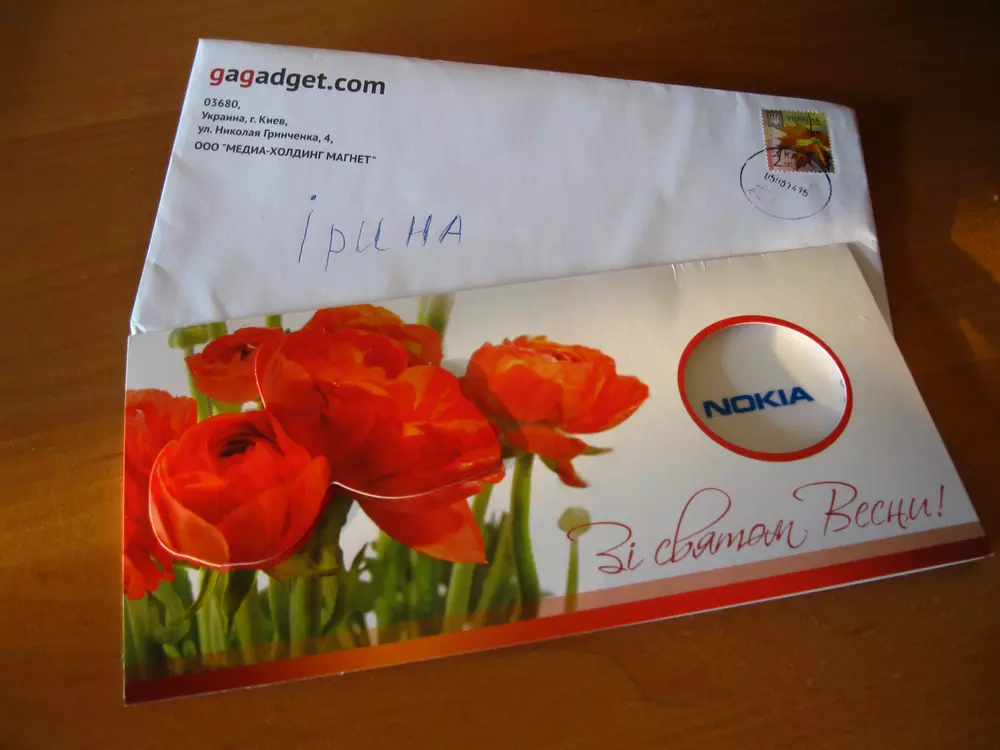 gagadget.com
03680,
Украина, г. Киев,
ул. Николая Гринченка, 4,
ООО "МЕДИА-ХОЛДИНГ МАГНЕТ"
Ірина
NOKIA
Зі святом Весни!